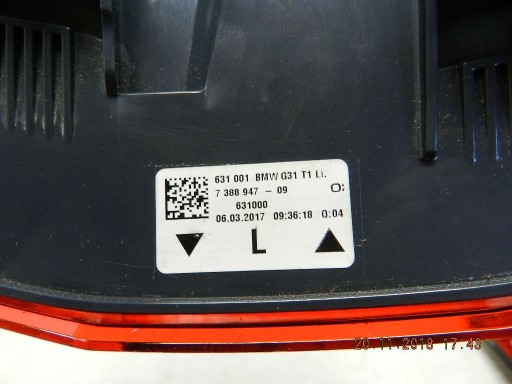 631 001 BMW G31 T1 Li.
7 388 947 - 09 O:
631000
06.03.2017 09:36:18 0:04
L
20.11.2018 17:43